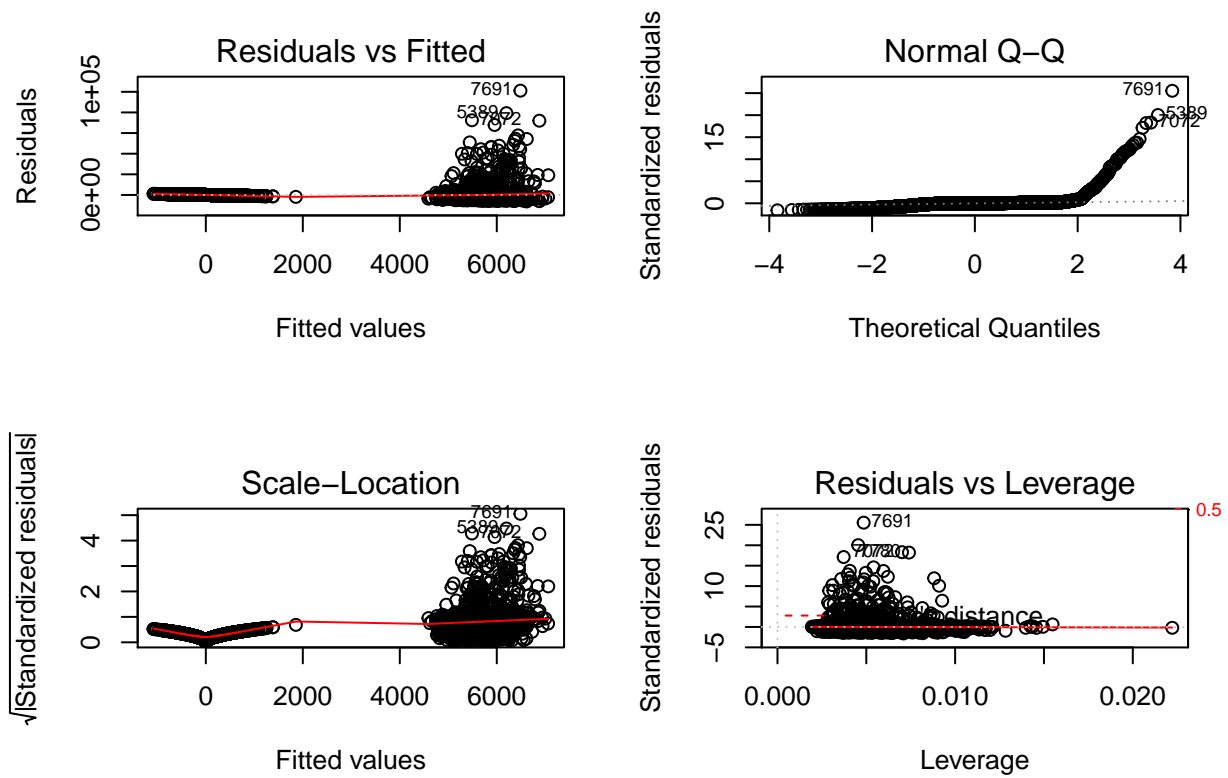 Residuals vs Fitted
Residuals
0e+00 1e+05
7691
5389
7072
0 2000 4000 6000
Fitted values
Normal Q−Q
Standardized residuals
0 15
7691
5389
7072
−4 −2 0 2 4
Theoretical Quantiles
Scale−Location
√|Standardized residuals|
0 2 4
7691
5389
7072
0 2000 4000 6000
Fitted values
Residuals vs Leverage
Standardized residuals
−5 10 25
7691
distance
0.5
0.000 0.010 0.020
Leverage